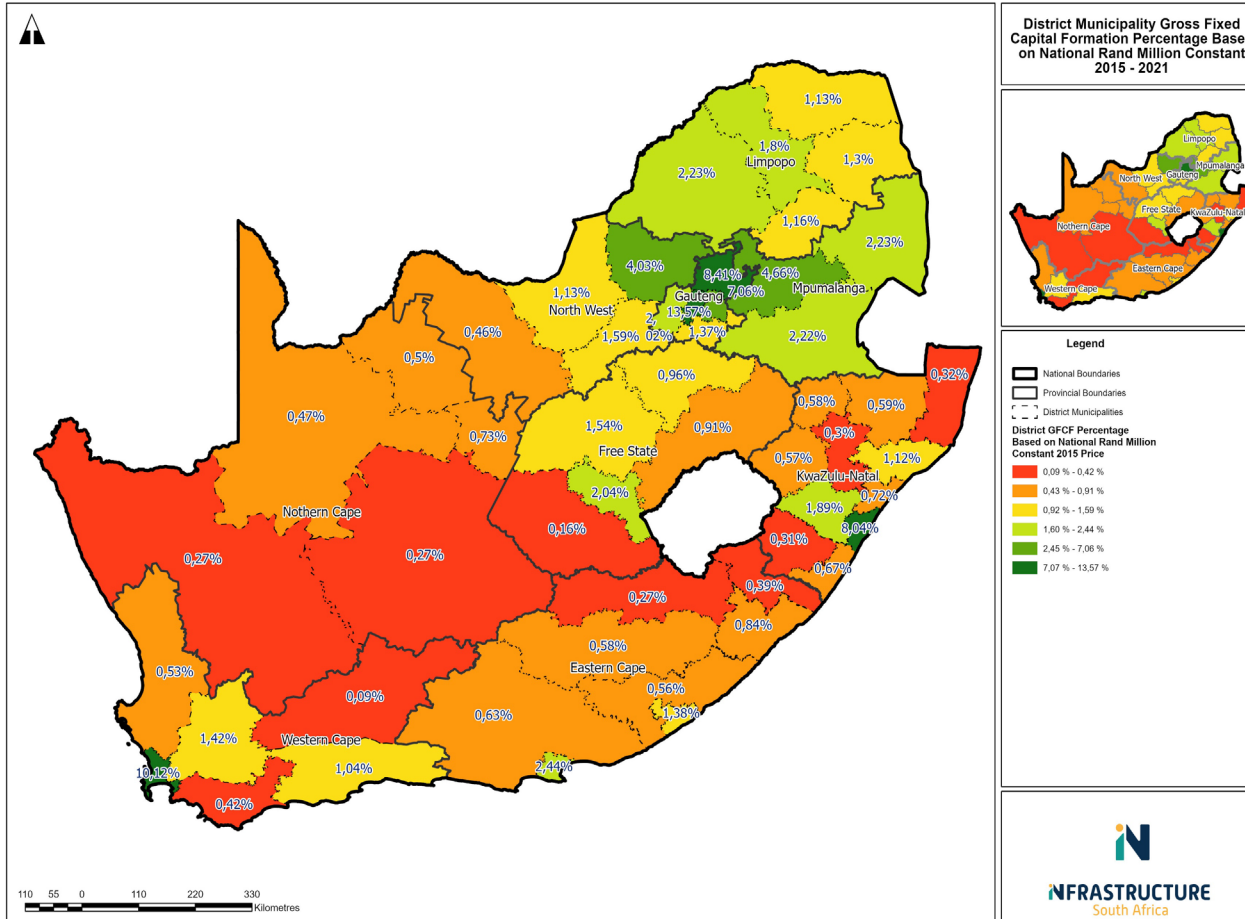 District Municipality Gross Fixed
Capital Formation Percentage Base
on National Rand Million Constant
2015 - 2021
1,13%
1,8%
Limpopo
1,3%
2,23%
1,16%
2,23%
4,03%
8,41%
4,66%
7,06%
Mpumalanga
1,13%
North West
Gauteng
13,57%
2,
02%
1,59%
1,37%
2,22%
0,46%
0,5%
0,96%
0,32%
0,58%
0,59%
0,47%
0,73%
1,54%
0,91%
0,3%
Free State
0,57%
1,12%
KwaZulu-Natal
2,04%
0,72%
1,89%
Nothern Cape
8,04%
0,16%
0,31%
0,27%
0,27%
0,67%
0,39%
0,27%
0,84%
0,58%
Eastern Cape
0,53%
0,56%
0,09%
0,63%
1,38%
1,42%
Western Cape
1,04%
10,12%
2,44%
0,42%
110 55 0 110 220 330
Kilometres
Limpopo
Mpumalanga
North West
Gauteng
Free State
KwaZulu-Natal
Nothern Cape
Eastern Cape
Western Cape
Legend
National Boundaries
Provincial Boundaries
District Municipalities
District GFCF Percentage
Based on National Rand Million
Constant 2015 Price
0,09 % - 0,42 %
0,43 % - 0,91 %
0,92 % - 1,59 %
1,60 % - 2,44 %
2,45 % - 7,06 %
7,07 % - 13,57 %
iN
iNFRASTRUCTURE
South Africa